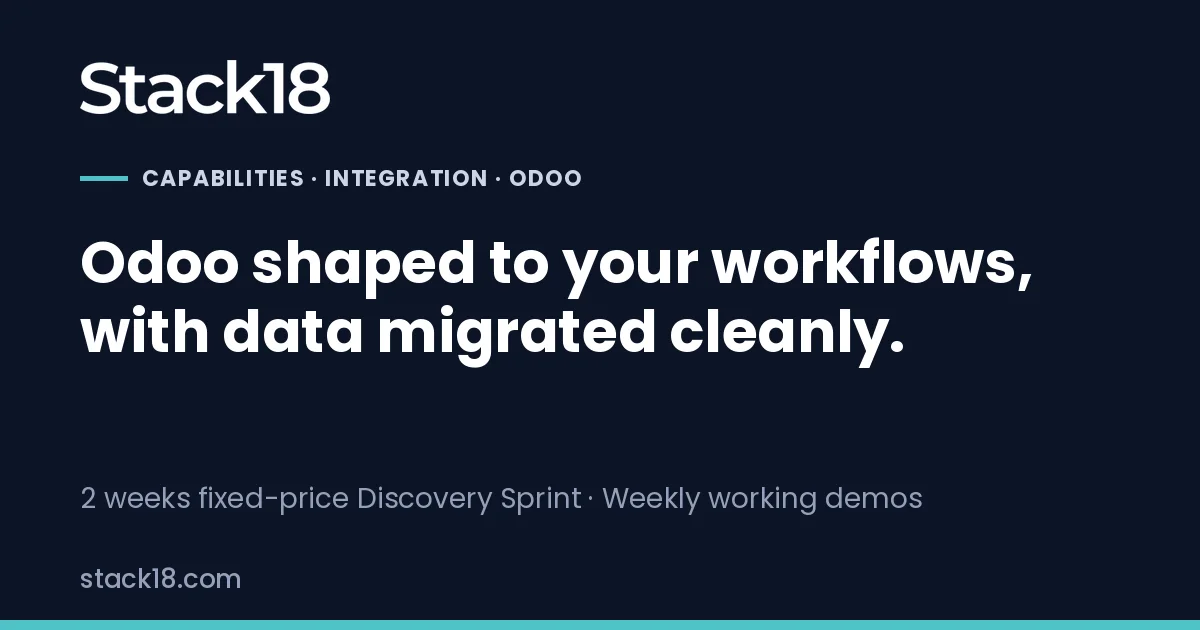 Stack18
CAPABILITIES · INTEGRATION · ODOO
Odoo shaped to your workflows,
with data migrated cleanly.
2 weeks fixed-price Discovery Sprint · Weekly working demos
stack18.com